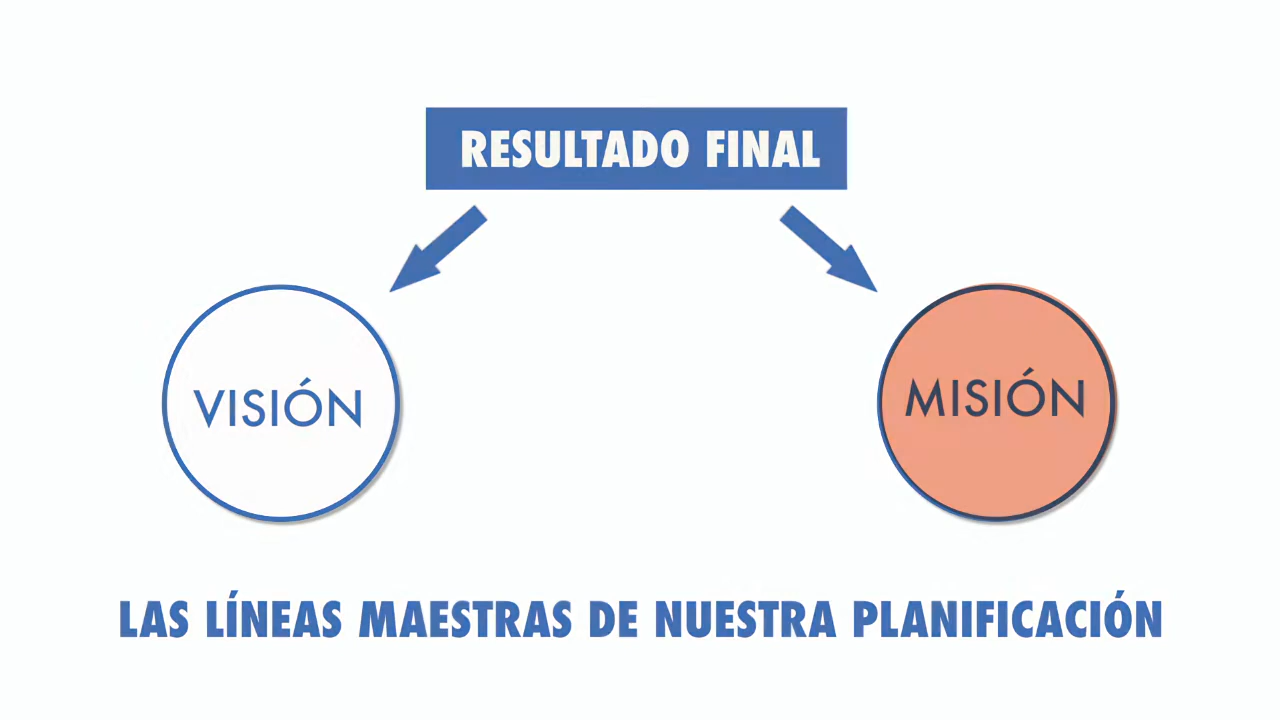 RESULTADO FINAL
VISIÓN
MISIÓN
LAS LÍNEAS MAESTRAS DE NUESTRA PLANIFICACIÓN